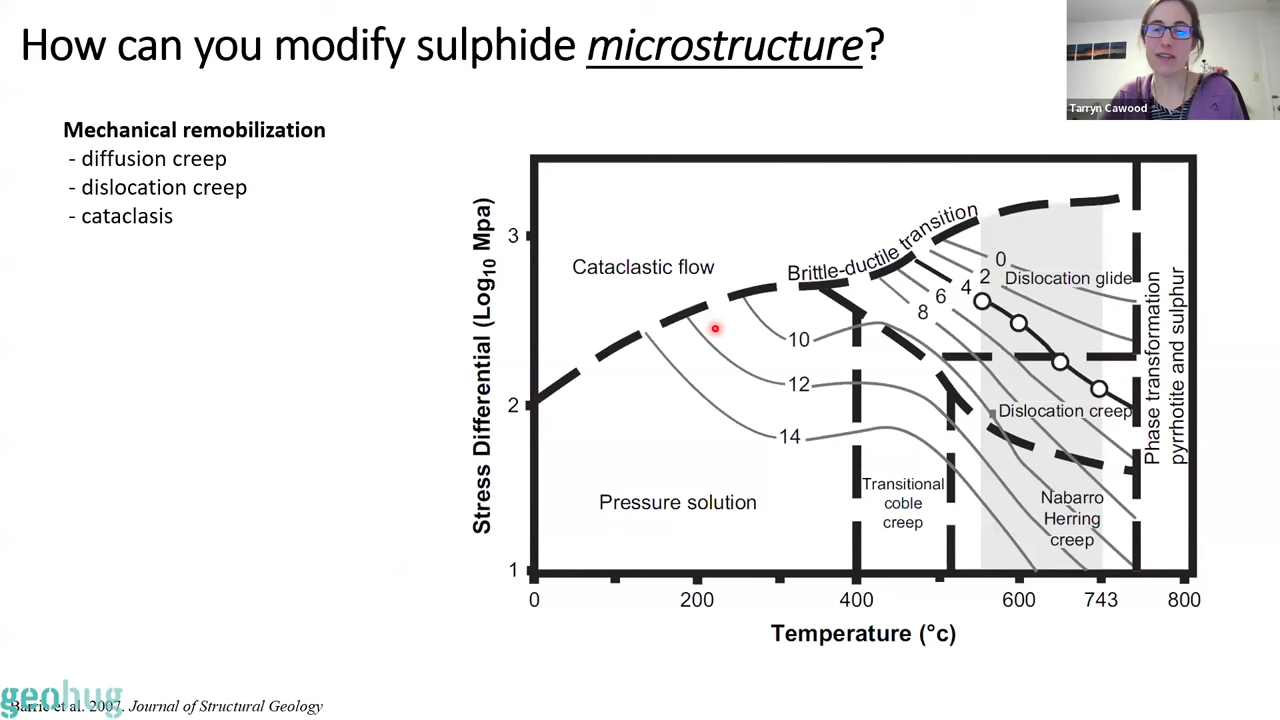 How can you modify sulphide microstructure?
Tarryn Cawood
Mechanical remobilization
- diffusion creep
- dislocation creep
- cataclasis
Stress Differential (Log10 Mpa)
3
2
1
Cataclastic flow
Brittle-ductile transition
0
2
4
6
8
10
12
14
Dislocation glide
Dislocation creep
Pressure solution
Transitional
coble
creep
Nabarro
Herring
creep
Phase transformation
pyrrhotite and sulphur
0
200
400
600
743
800
Temperature (°c)
geohug
Barrie et al. 2007. Journal of Structural Geology